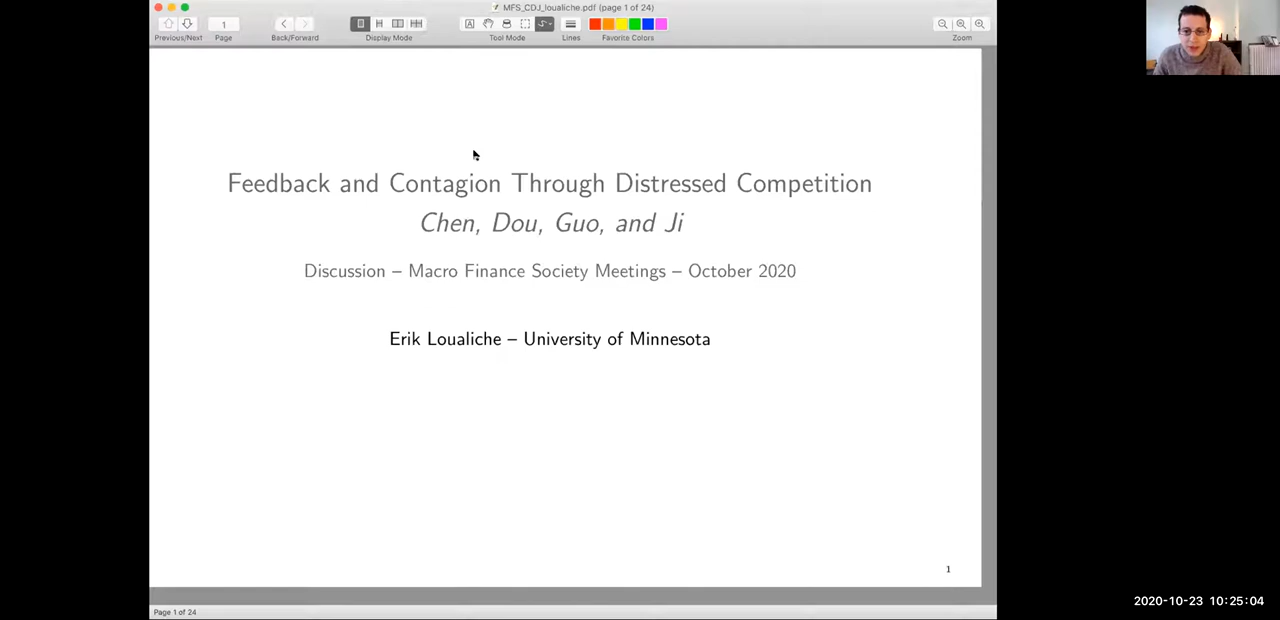 MFS_CDJ_loualiche.pdf (page 1 of 24)
1
Previous/Next
Page
Back/Forward
Display Mode
Tool Mode
Lines
Favorite Colors
Zoom
Feedback and Contagion Through Distressed Competition
Chen, Dou, Guo, and Ji
Discussion – Macro Finance Society Meetings – October 2020
Erik Loualiche – University of Minnesota
1
Page 1 of 24
2020-10-23 10:25:04